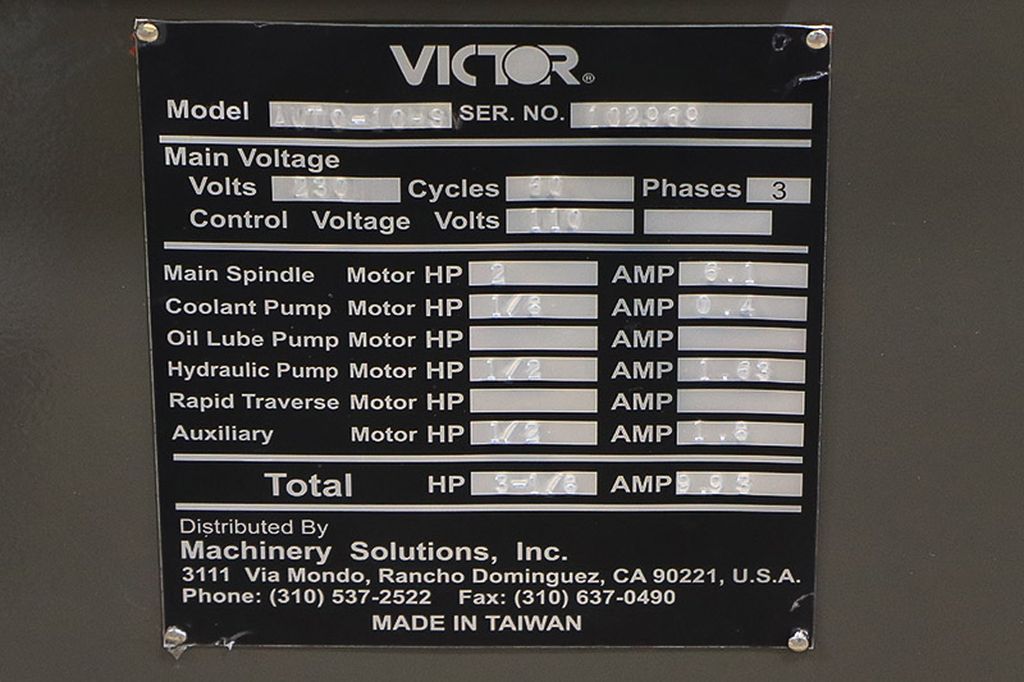 VICTOR®
Model AUTO-10-S SER. NO. 102969
Main Voltage
Volts 230 Cycles 60 Phases 3
Control Voltage Volts 110
Main Spindle Motor HP 2 AMP 6.1
Coolant Pump Motor HP 1/8 AMP 0.4
Oil Lube Pump Motor HP AMP
Hydraulic Pump Motor HP 1/2 AMP 1.63
Rapid Traverse Motor HP AMP
Auxiliary Motor HP 1/2 AMP 1.8
Total HP 3-1/8 AMP 9.93
Distributed By
Machinery Solutions, Inc.
3111 Via Mondo, Rancho Dominguez, CA 90221, U.S.A.
Phone: (310) 537-2522 Fax: (310) 637-0490
MADE IN TAIWAN